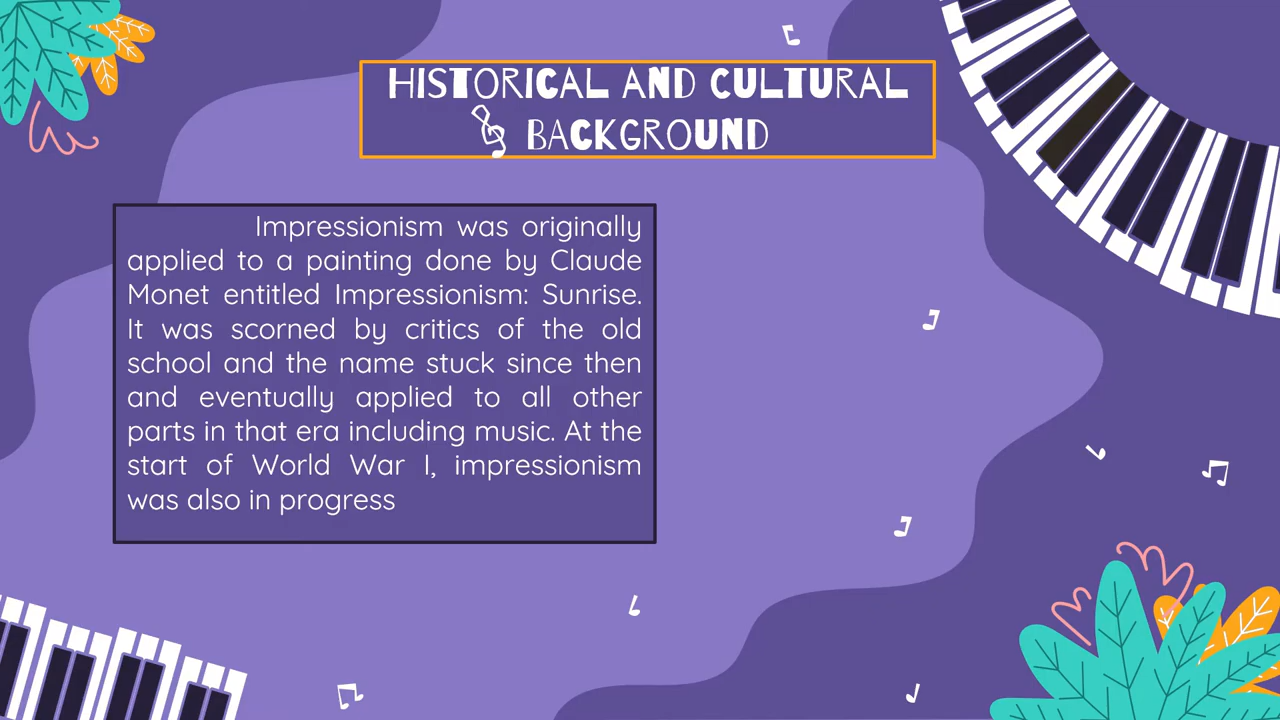 HISTORICAL AND CULTURAL
BACKGROUND
Impressionism was originally
applied to a painting done by Claude
Monet entitled Impressionism: Sunrise.
It was scorned by critics of the old
school and the name stuck since then
and eventually applied to all other
parts in that era including music. At the
start of World War I, impressionism
was also in progress